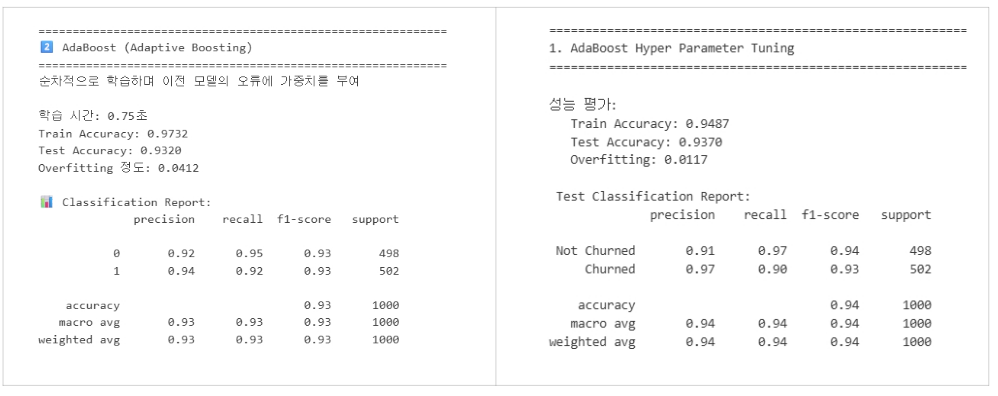 ================================================================
2 AdaBoost (Adaptive Boosting)
================================================================
순차적으로 학습하며 이전 모델의 오류에 가중치를 부여
학습 시간: 0.75초
Train Accuracy: 0.9732
Test Accuracy: 0.9320
Overfitting 정도: 0.0412
📊 Classification Report:
precision recall f1-score support
0 0.92 0.95 0.93 498
1 0.94 0.92 0.93 502
accuracy 0.93 1000
macro avg 0.93 0.93 0.93 1000
weighted avg 0.93 0.93 0.93 1000
================================================================
1. AdaBoost Hyper Parameter Tuning
================================================================
성능 평가:
Train Accuracy: 0.9487
Test Accuracy: 0.9370
Overfitting: 0.0117
Test Classification Report:
precision recall f1-score support
Not Churned 0.91 0.97 0.94 498
Churned 0.97 0.90 0.93 502
accuracy 0.94 1000
macro avg 0.94 0.94 0.94 1000
weighted avg 0.94 0.94 0.94 1000